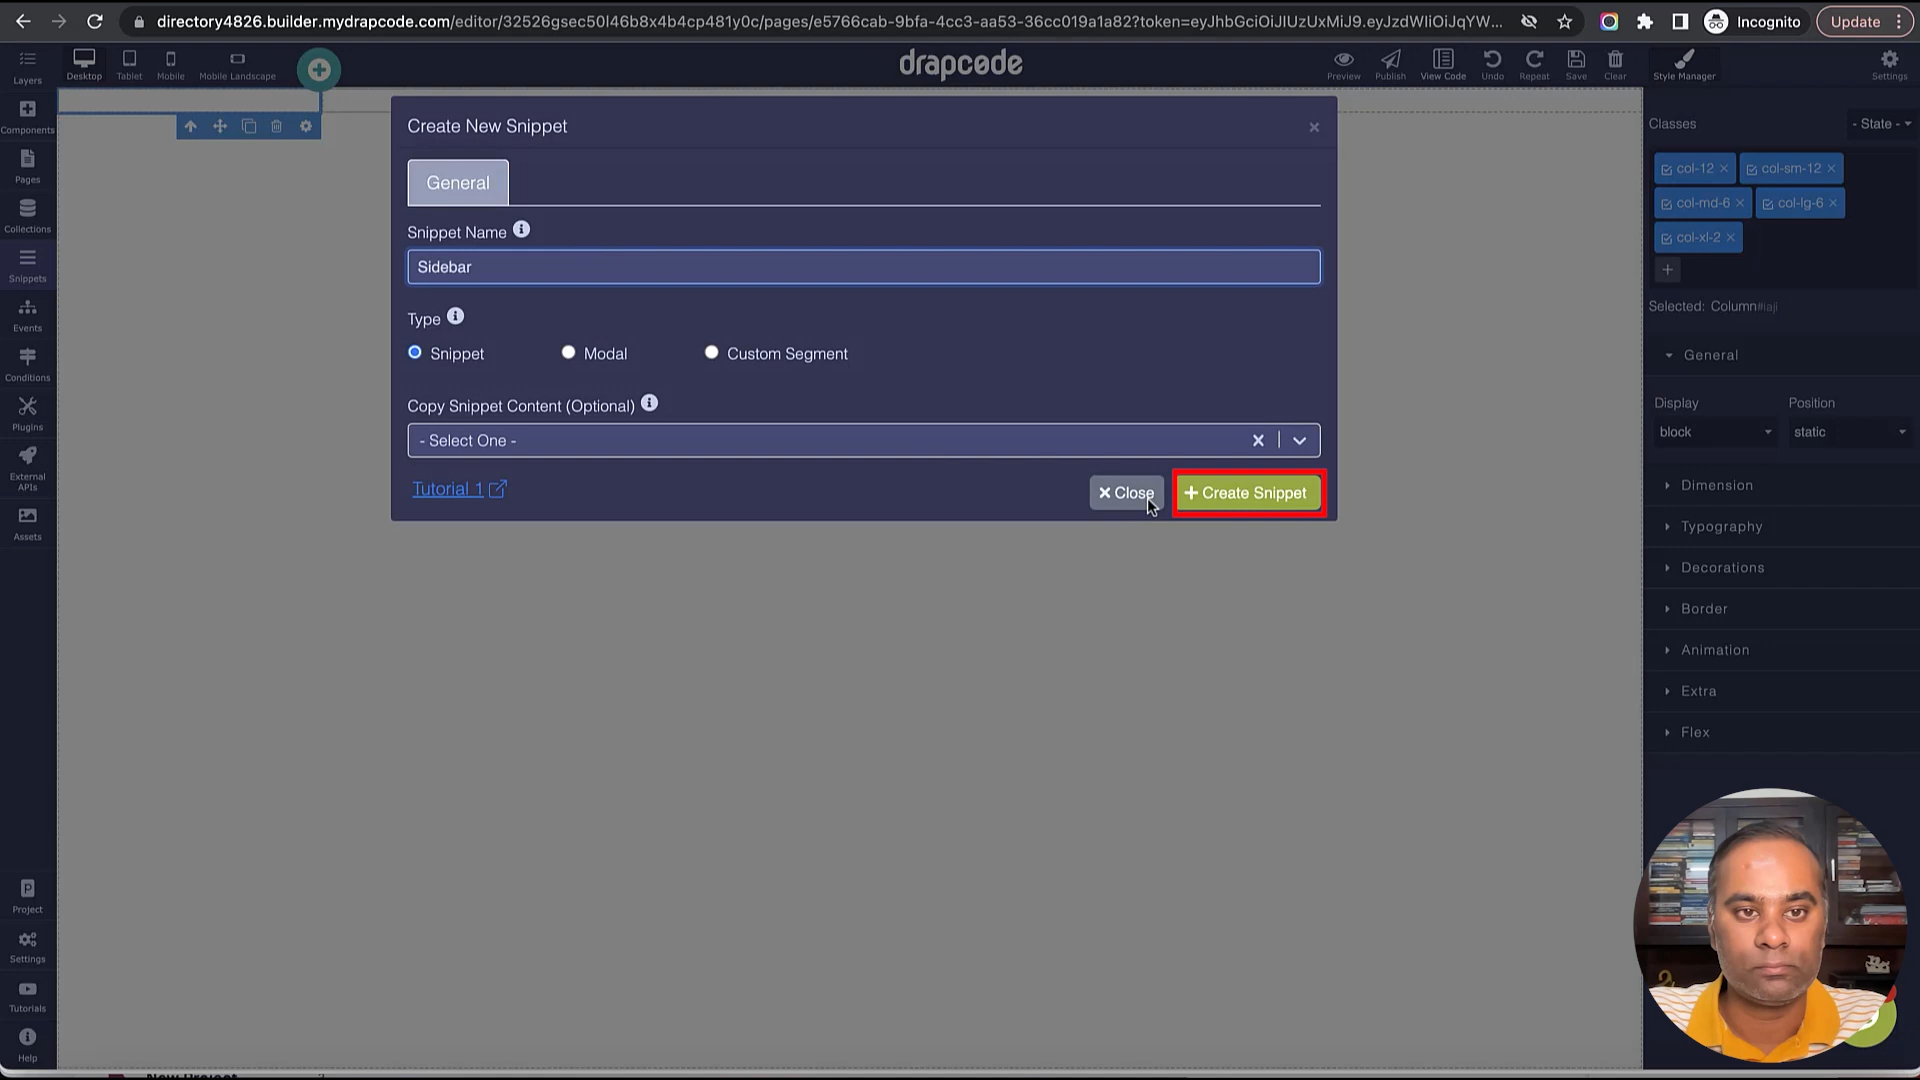 directory4826.builder.mydrapcode.com/editor/32526gsec50l46b8x4b4cp481y0c/pages/e5766cab-9bfa-4cc3-aa53-36cc019a1a82?token=eyJhbGciOiJIUzUxMiJ9.eyJzdWIiOiJqYW...
Incognito
Update
Layers
Desktop
Tablet
Mobile
Mobile Landscape
drapcode
Preview
Publish
View Code
Undo
Repeat
Save
Clear
Style Manager
Settings
Components
Pages
Collections
Snippets
Events
Conditions
Plugins
External APIs
Assets
Project
Settings
Tutorials
Help
Create New Snippet
×
General
Snippet Name
Sidebar
Type
Snippet
Modal
Custom Segment
Copy Snippet Content (Optional)
- Select One -
Tutorial 1
Close
Create Snippet
Classes
- State -
col-12 ×
col-sm-12 ×
col-md-6 ×
col-lg-6 ×
col-xl-2 ×
+
Selected: Column
General
Display
Position
block
static
Dimension
Typography
Decorations
Border
Animation
Extra
Flex
New Project